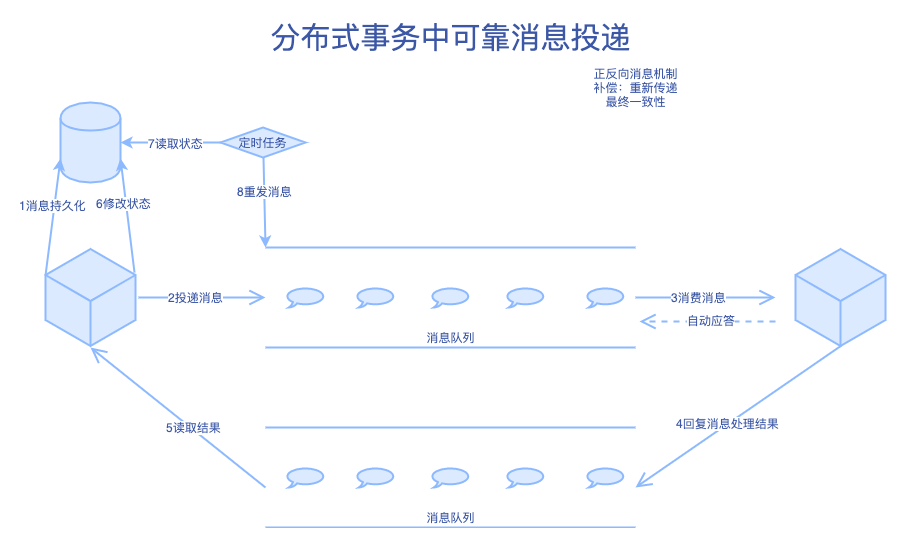 分布式事务中可靠消息投递
正反向消息机制
补偿：重新传递
最终一致性
7读取状态
定时任务
8重发消息
1消息持久化
6修改状态
2投递消息
3消费消息
自动应答
消息队列
5读取结果
4回复消息处理结果
消息队列